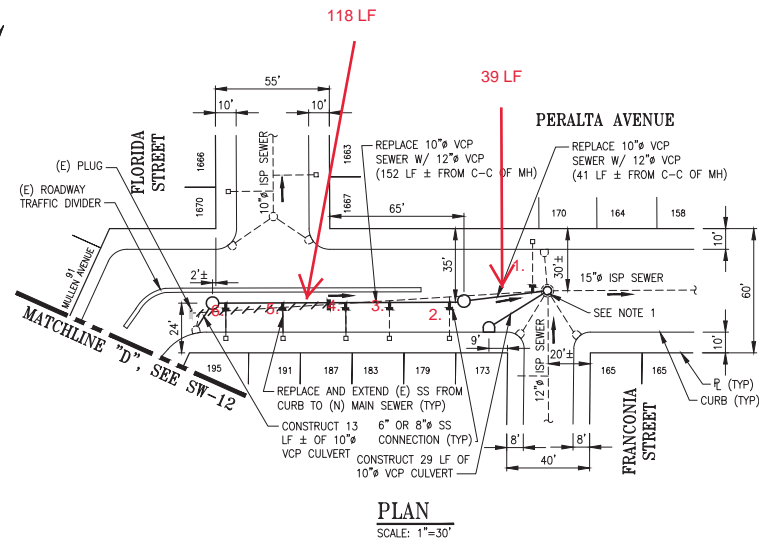 118 LF
39 LF
55'
10'
10'
PERALTA AVENUE
FLORIDA
STREET
1666
1670
10"ø ISP SEWER
1663
1667
REPLACE 10"ø VCP
SEWER W/ 12"ø VCP
(152 LF ± FROM C-C OF MH)
REPLACE 10"ø VCP
SEWER W/ 12"ø VCP
(41 LF ± FROM C-C OF MH)
(E) PLUG
(E) ROADWAY
TRAFFIC DIVIDER
65'
170
164
158
10'
91
MULLEN AVENUE
2'±
35'
1.
30'±
15"ø ISP SEWER
60'
MATCHLINE "D", SEE SW-12
24'
6.
5.
4.
3.
2.
SEE NOTE 1
9'
12"ø ISP SEWER
20'±
10'
195
191
187
183
179
173
165
165
REPLACE AND EXTEND (E) SS FROM
CURB TO (N) MAIN SEWER (TYP)
PL (TYP)
CURB (TYP)
CONSTRUCT 13
LF ± OF 10"ø
VCP CULVERT
6" OR 8"ø SS
CONNECTION (TYP)
CONSTRUCT 29 LF OF
10"ø VCP CULVERT
8'
8'
40'
FRANCONIA
STREET
PLAN
SCALE: 1"=30'